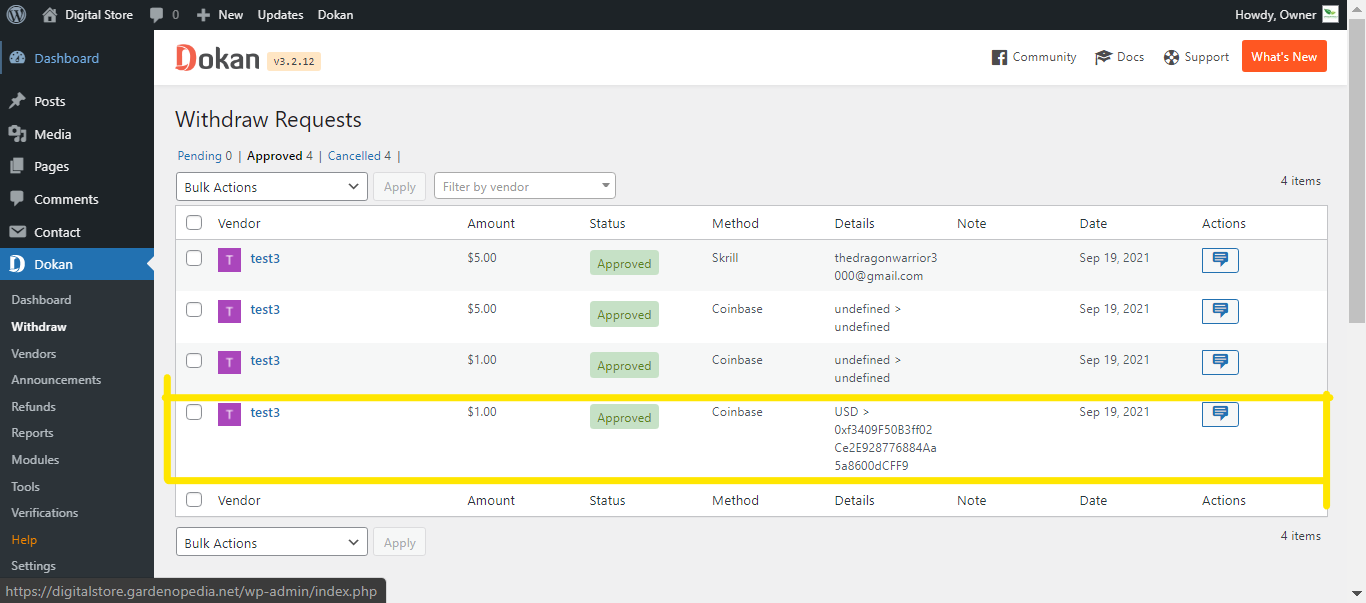 Digital Store 0 New Updates Dokan Howdy, Owner
Dashboard
Posts
Media
Pages
Comments
Contact
Dokan
Dashboard
Withdraw
Vendors
Announcements
Refunds
Reports
Modules
Tools
Verifications
Help
Settings
https://digitalstore.gardenopedia.net/wp-admin/index.php
Dokan v3.2.12 Community Docs Support What's New
Withdraw Requests
Pending 0 | Approved 4 | Cancelled 4 |
Bulk Actions Apply Filter by vendor 4 items
Vendor Amount Status Method Details Note Date Actions
T test3 $5.00 Approved Skrill thedragonwarrior3 Sep 19, 2021
000@gmail.com
T test3 $5.00 Approved Coinbase undefined > Sep 19, 2021
undefined
T test3 $1.00 Approved Coinbase undefined > Sep 19, 2021
undefined
T test3 $1.00 Approved Coinbase USD > Sep 19, 2021
0xf3409F50B3ff02
Ce2E928776884Aa
5a8600dCFF9
Vendor Amount Status Method Details Note Date Actions
Bulk Actions Apply 4 items